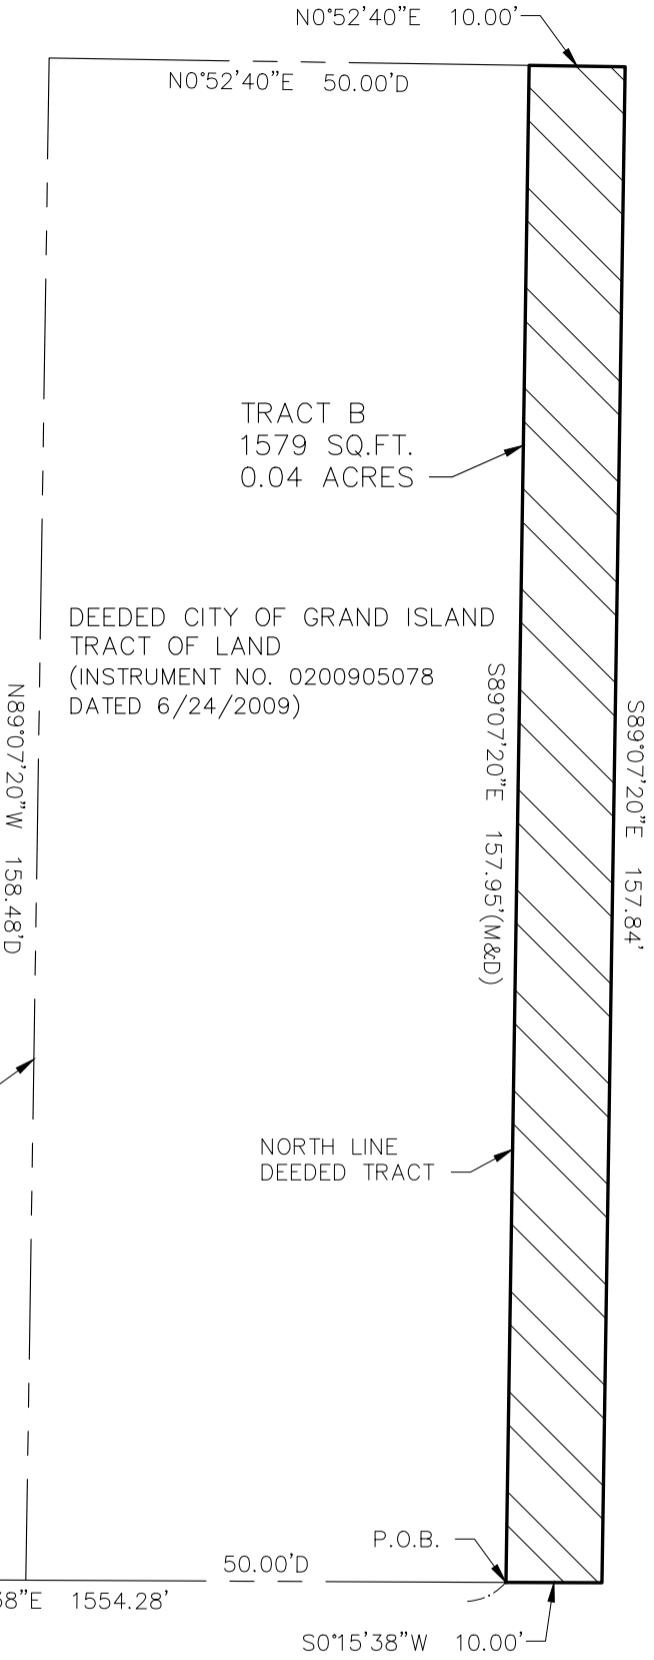 N0°52'40"E 10.00'
N0°52'40"E 50.00'D
TRACT B
1579 SQ.FT.
0.04 ACRES
DEEDED CITY OF GRAND ISLAND
TRACT OF LAND
(INSTRUMENT NO. 0200905078
DATED 6/24/2009)
N89°07'20"W 158.48'D
S89°07'20"E 157.95'(M&D)
S89°07'20"E 157.84'
NORTH LINE
DEEDED TRACT
P.O.B.
50.00'D
8"E 1554.28'
S0°15'38"W 10.00'